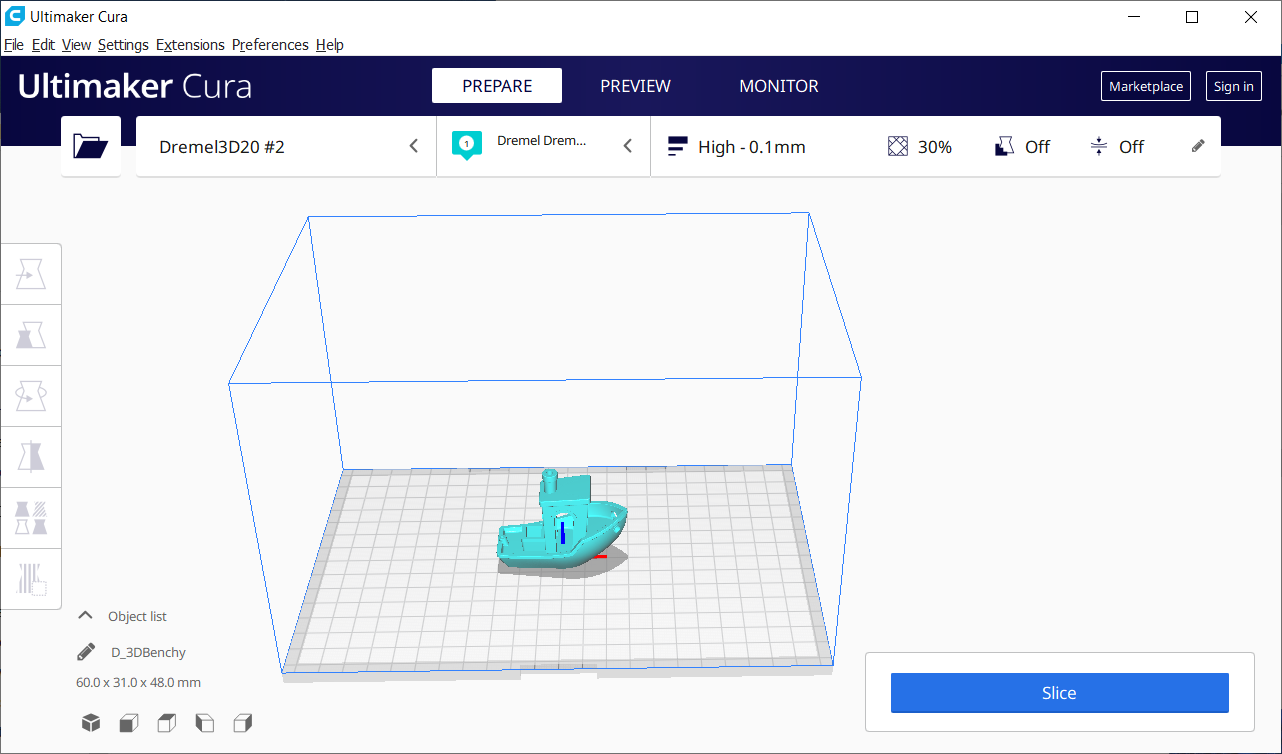 Ultimaker Cura
File Edit View Settings Extensions Preferences Help
Ultimaker Cura PREPARE PREVIEW MONITOR Marketplace Sign in
Dremel3D20 #2 1 Dremel Drem... High - 0.1mm 30% Off Off
Object list
D_3DBenchy
60.0 x 31.0 x 48.0 mm
Slice